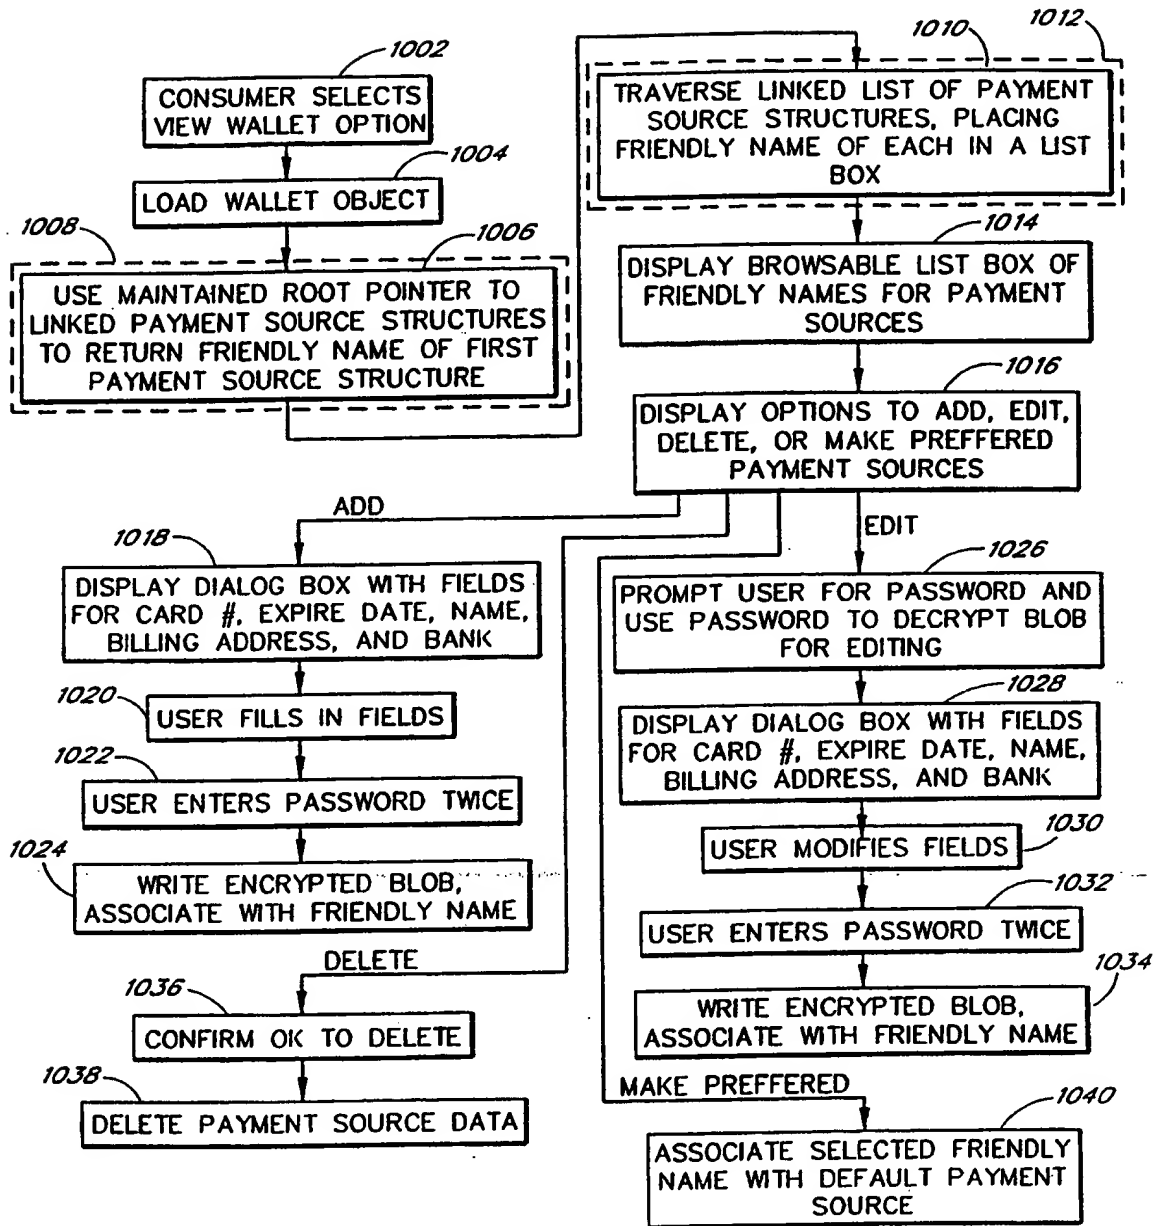 1002
CONSUMER SELECTS
VIEW WALLET OPTION
1004
LOAD WALLET OBJECT
1008
1006
USE MAINTAINED ROOT POINTER TO
LINKED PAYMENT SOURCE STRUCTURES
TO RETURN FRIENDLY NAME OF FIRST
PAYMENT SOURCE STRUCTURE
1010
1012
TRAVERSE LINKED LIST OF PAYMENT
SOURCE STRUCTURES, PLACING
FRIENDLY NAME OF EACH IN A LIST
BOX
1014
DISPLAY BROWSABLE LIST BOX OF
FRIENDLY NAMES FOR PAYMENT
SOURCES
1016
DISPLAY OPTIONS TO ADD, EDIT,
DELETE, OR MAKE PREFFERED
PAYMENT SOURCES
ADD
1018
DISPLAY DIALOG BOX WITH FIELDS
FOR CARD #, EXPIRE DATE, NAME,
BILLING ADDRESS, AND BANK
1020
USER FILLS IN FIELDS
1022
USER ENTERS PASSWORD TWICE
1024
WRITE ENCRYPTED BLOB,
ASSOCIATE WITH FRIENDLY NAME
EDIT
1026
PROMPT USER FOR PASSWORD AND
USE PASSWORD TO DECRYPT BLOB
FOR EDITING
1028
DISPLAY DIALOG BOX WITH FIELDS
FOR CARD #, EXPIRE DATE, NAME,
BILLING ADDRESS, AND BANK
1030
USER MODIFIES FIELDS
1032
USER ENTERS PASSWORD TWICE
1034
WRITE ENCRYPTED BLOB,
ASSOCIATE WITH FRIENDLY NAME
DELETE
1036
CONFIRM OK TO DELETE
1038
DELETE PAYMENT SOURCE DATA
MAKE PREFFERED
1040
ASSOCIATE SELECTED FRIENDLY
NAME WITH DEFAULT PAYMENT
SOURCE